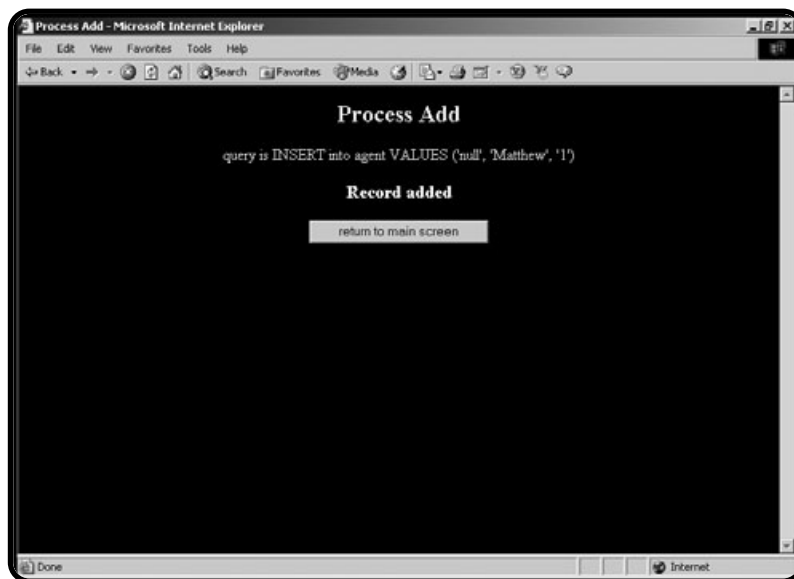 Process Add - Microsoft Internet Explorer
File Edit View Favorites Tools Help
Back Search Favorites Media
Process Add
query is INSERT into agent VALUES ('null', 'Matthew', '1')
Record added
return to main screen
Done Internet